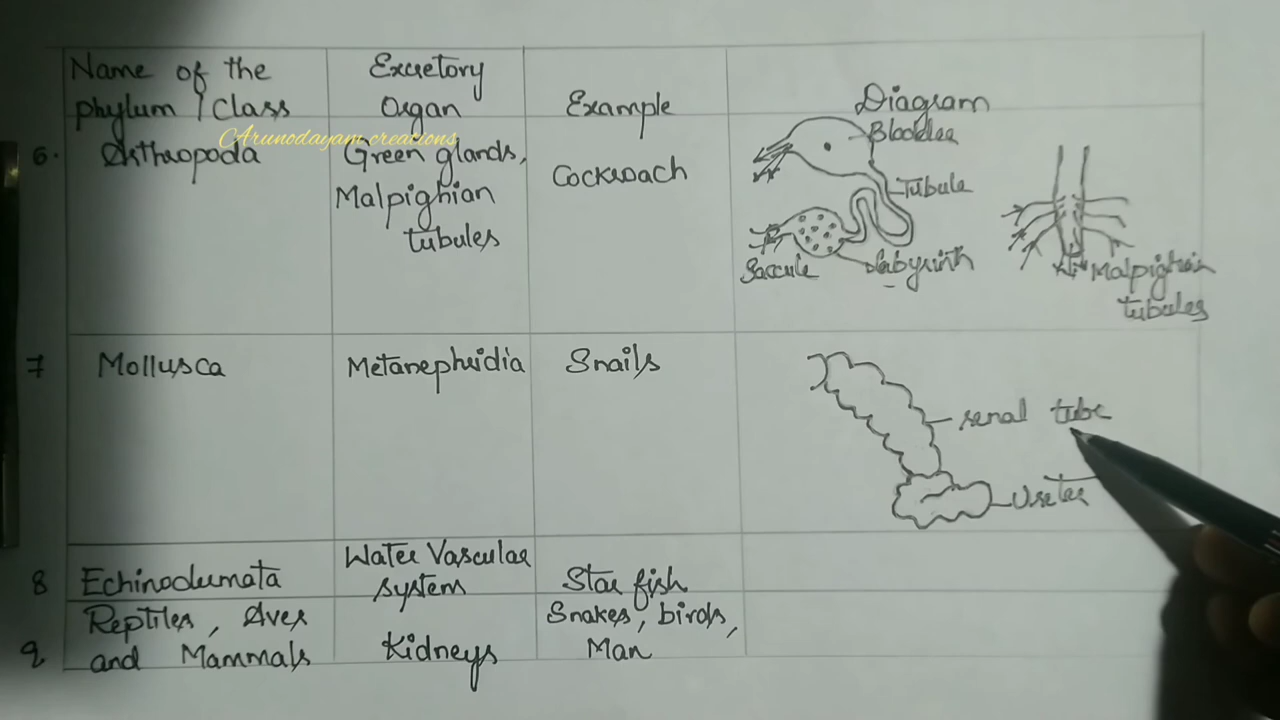 Name of the
phylum / Class
Excretory
Organ
Example
Diagram
Arunodayam creations
6.
Arthropoda
Green glands,
Malpighian
tubules
Cockroach
Bladder
Tubule
Labyrinth
Saccule
Malpighian
tubules
7
Mollusca
Metanephridia
Snails
renal tube
Ureter
8
Echinodermata
Water Vascular
system
Star fish
9
Reptiles, Aves
and Mammals
Kidneys
Snakes, birds,
Man